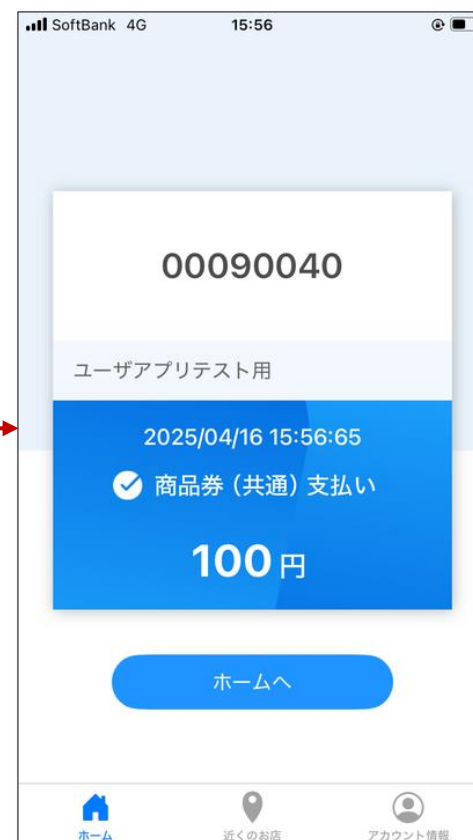 SoftBank 4G 15:56
00090040
ユーザアプリテスト用
2025/04/16 15:56:65
商品券（共通）支払い
100円
ホームへ
ホーム 近くのお店 アカウント情報